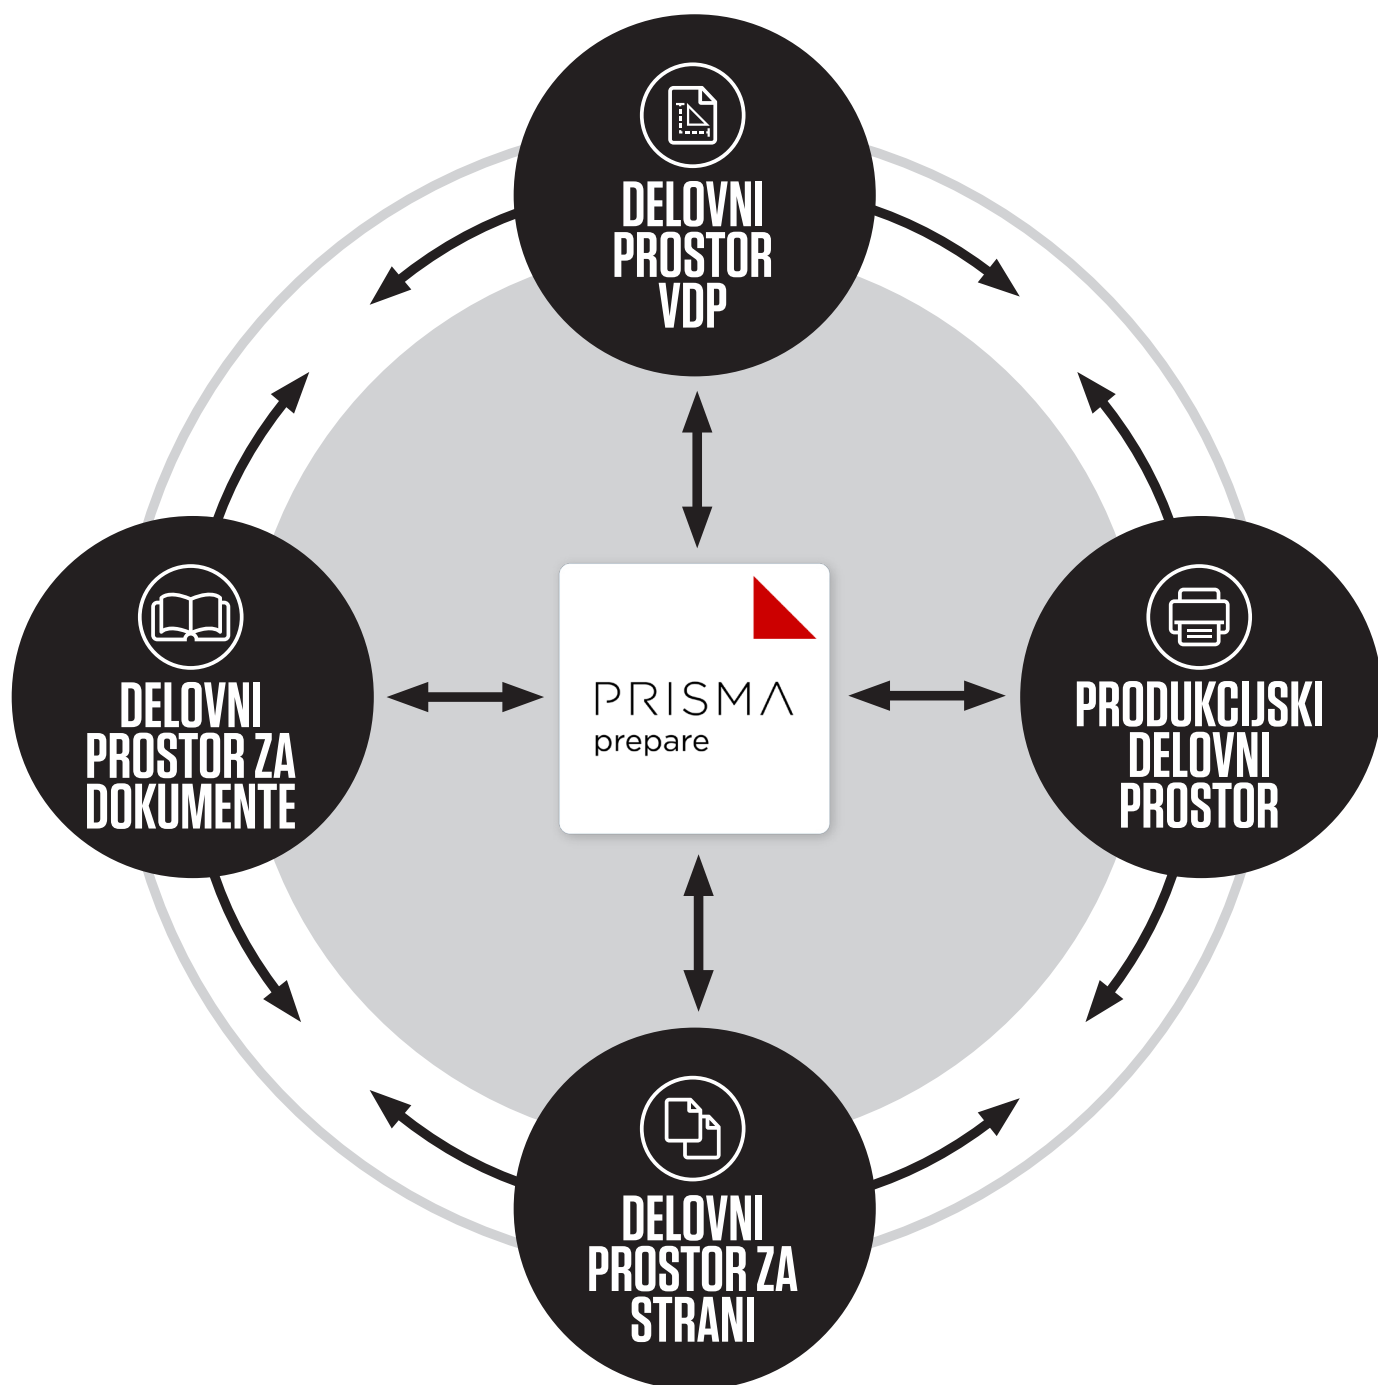 DELOVNI
PROSTOR
VDP
DELOVNI
PROSTOR ZA
DOKUMENTE
PRISMA
prepare
PRODUKCIJSKI
DELOVNI
PROSTOR
DELOVNI
PROSTOR ZA
STRANI